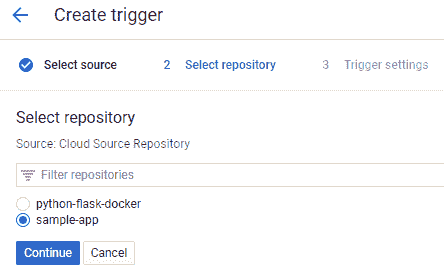 Create trigger
Select source 2 Select repository 3 Trigger settings
Select repository
Source: Cloud Source Repository
Filter repositories
python-flask-docker
sample-app
Continue Cancel